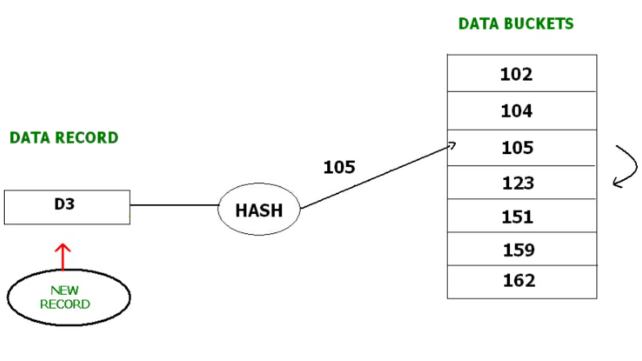 DATA BUCKETS
102
104
DATA RECORD
105
105
D3
HASH
123
151
159
162
NEW
RECORD